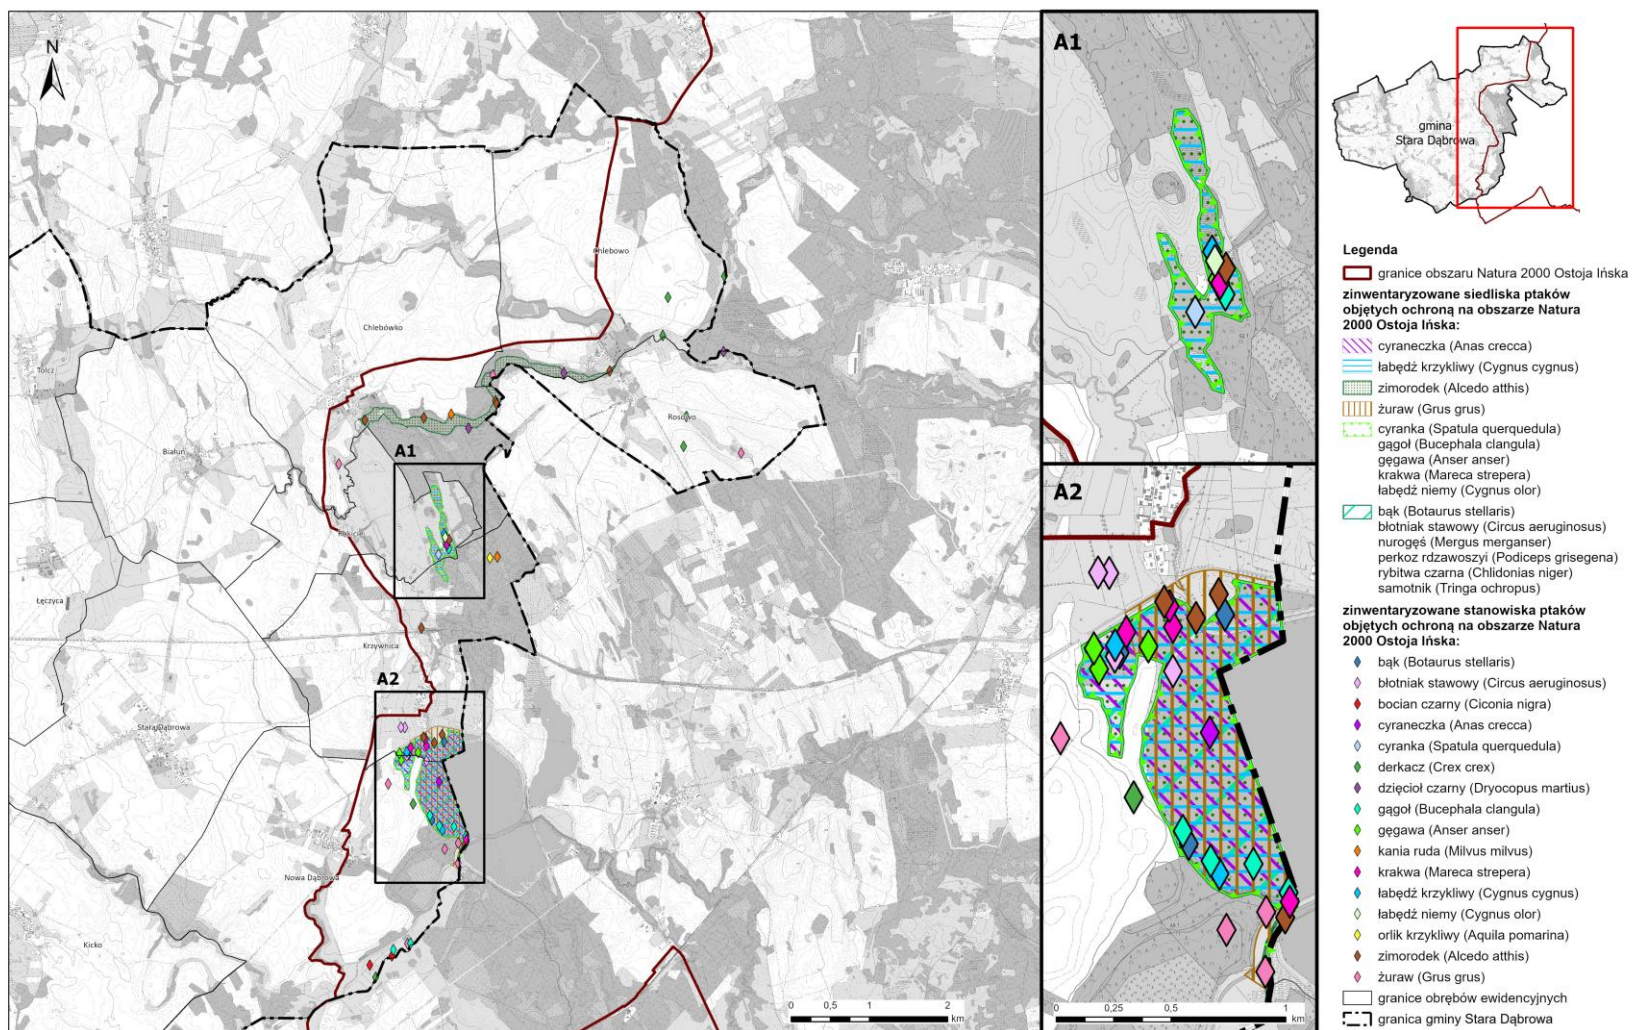 N
Chlebowo
Chlebówko
Tolcz
Rosowo
Białuń
A1
Łęczyca
Krzywnica
A2
Stara Dąbrowa
Nowa Dąbrowa
Kicko
0 0,5 1 2
km
A1
A2
0 0,25 0,5 1
km
gmina
Stara Dąbrowa
Legenda
granice obszaru Natura 2000 Ostoja Ińska
zinwentaryzowane siedliska ptaków
objętych ochroną na obszarze Natura
2000 Ostoja Ińska:
cyraneczka (Anas crecca)
łabędź krzykliwy (Cygnus cygnus)
zimorodek (Alcedo atthis)
żuraw (Grus grus)
cyranka (Spatula querquedula)
gągoł (Bucephala clangula)
gęgawa (Anser anser)
krakwa (Mareca strepera)
łabędź niemy (Cygnus olor)
bąk (Botaurus stellaris)
błotniak stawowy (Circus aeruginosus)
nurogęś (Mergus merganser)
perkoz rdzawoszyi (Podiceps grisegena)
rybitwa czarna (Chlidonias niger)
samotnik (Tringa ochropus)
zinwentaryzowane stanowiska ptaków
objętych ochroną na obszarze Natura
2000 Ostoja Ińska:
bąk (Botaurus stellaris)
błotniak stawowy (Circus aeruginosus)
bocian czarny (Ciconia nigra)
cyraneczka (Anas crecca)
cyranka (Spatula querquedula)
derkacz (Crex crex)
dzięcioł czarny (Dryocopus martius)
gągoł (Bucephala clangula)
gęgawa (Anser anser)
kania ruda (Milvus milvus)
krakwa (Mareca strepera)
łabędź krzykliwy (Cygnus cygnus)
łabędź niemy (Cygnus olor)
orlik krzykliwy (Aquila pomarina)
zimorodek (Alcedo atthis)
żuraw (Grus grus)
granice obrębów ewidencyjnych
granica gminy Stara Dąbrowa